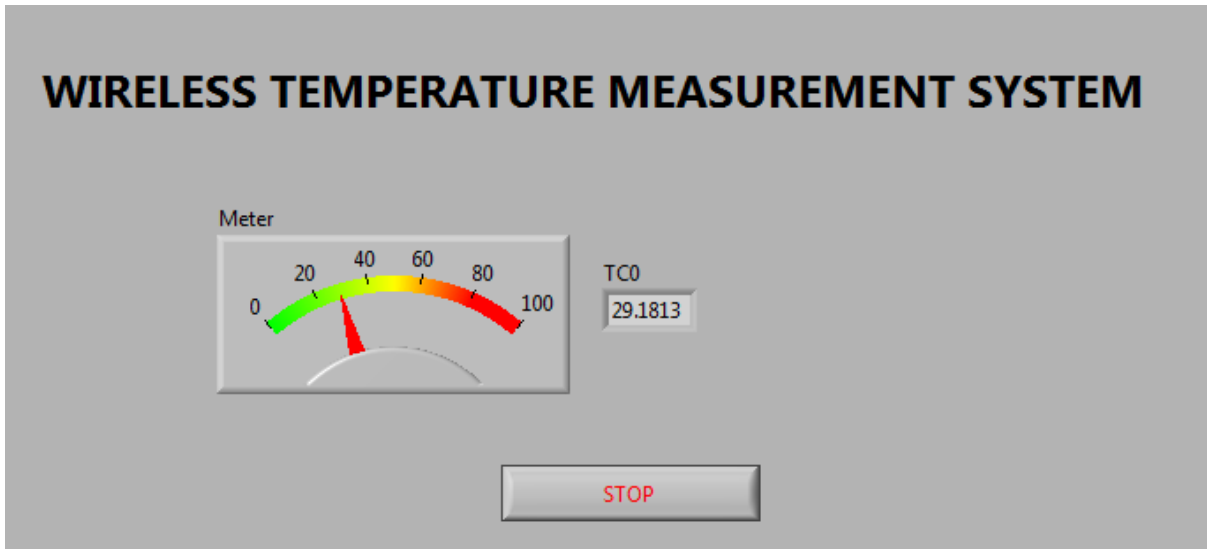 WIRELESS TEMPERATURE MEASUREMENT SYSTEM
Meter
0 20 40 60 80 100
TC0
29.1813
STOP